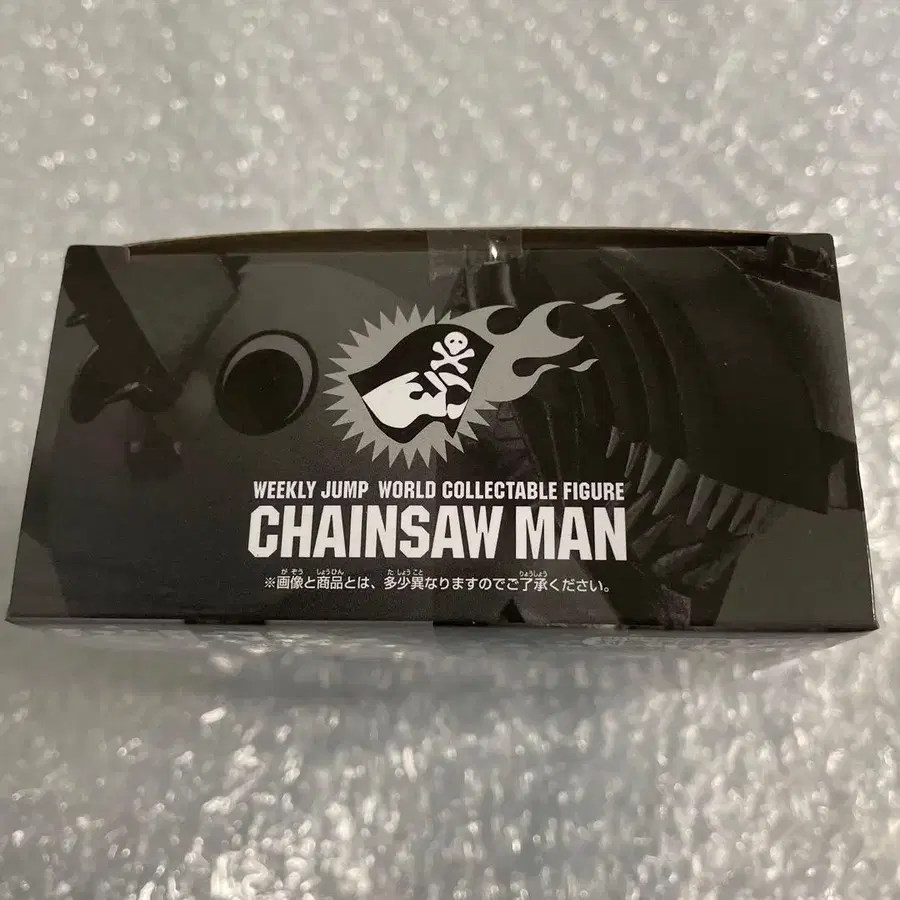 WEEKLY JUMP WORLD COLLECTABLE FIGURE
CHAINSAW MAN
※画像と商品とは、多少異なりますのでご了承ください。